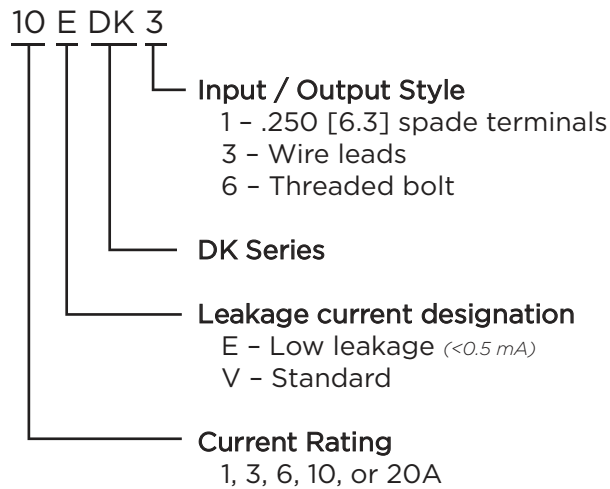 10 E DK 3
Input / Output Style
1 – .250 [6.3] spade terminals
3 – Wire leads
6 – Threaded bolt
DK Series
Leakage current designation
E – Low leakage (<0.5 mA)
V – Standard
Current Rating
1, 3, 6, 10, or 20A